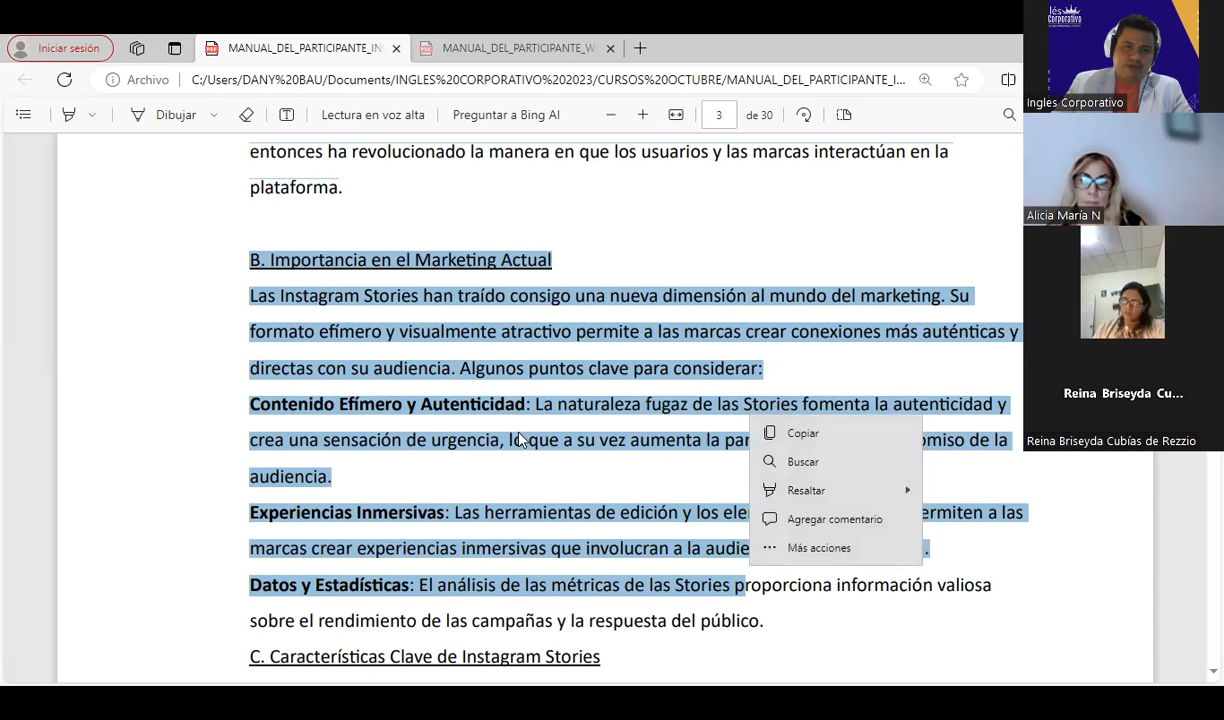 Iniciar sesión
MANUAL_DEL_PARTICIPANTE_IN
MANUAL_DEL_PARTICIPANTE_W
Archivo
C:/Users/DANY%20BAU/Documents/INGLES%20CORPORATIVO%202023/CURSOS%20OCTUBRE/MANUAL_DEL_PARTICIPANTE_I...
Dibujar
Lectura en voz alta
Preguntar a Bing AI
3
de 30
entonces ha revolucionado la manera en que los usuarios y las marcas interactúan en la
plataforma.
B. Importancia en el Marketing Actual
Las Instagram Stories han traído consigo una nueva dimensión al mundo del marketing. Su
formato efímero y visualmente atractivo permite a las marcas crear conexiones más auténticas y
directas con su audiencia. Algunos puntos clave para considerar:
Contenido Efímero y Autenticidad: La naturaleza fugaz de las Stories fomenta la autenticidad y
crea una sensación de urgencia, lo que a su vez aumenta la par
omiso de la
audiencia.
Experiencias Inmersivas: Las herramientas de edición y los ele
ermiten a las
marcas crear experiencias inmersivas que involucran a la audie
.
Datos y Estadísticas: El análisis de las métricas de las Stories proporciona información valiosa
sobre el rendimiento de las campañas y la respuesta del público.
C. Características Clave de Instagram Stories
Copiar
Buscar
Resaltar
Agregar comentario
Más acciones
lés
Corporativo
Ingles Corporativo
Alicia María N
Reina Briseyda Cu...
Reina Briseyda Cubías de Rezzio